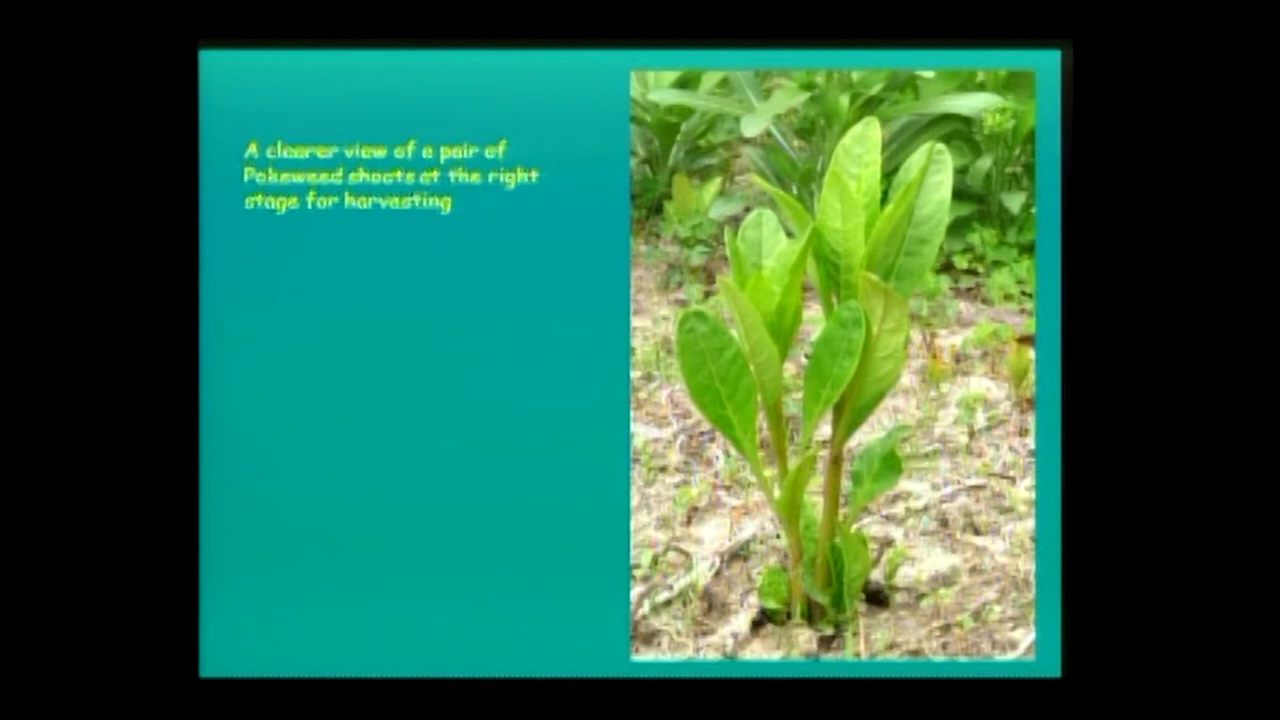 A clearer view of a pair of
Pokeweed shoots at the right
stage for harvesting